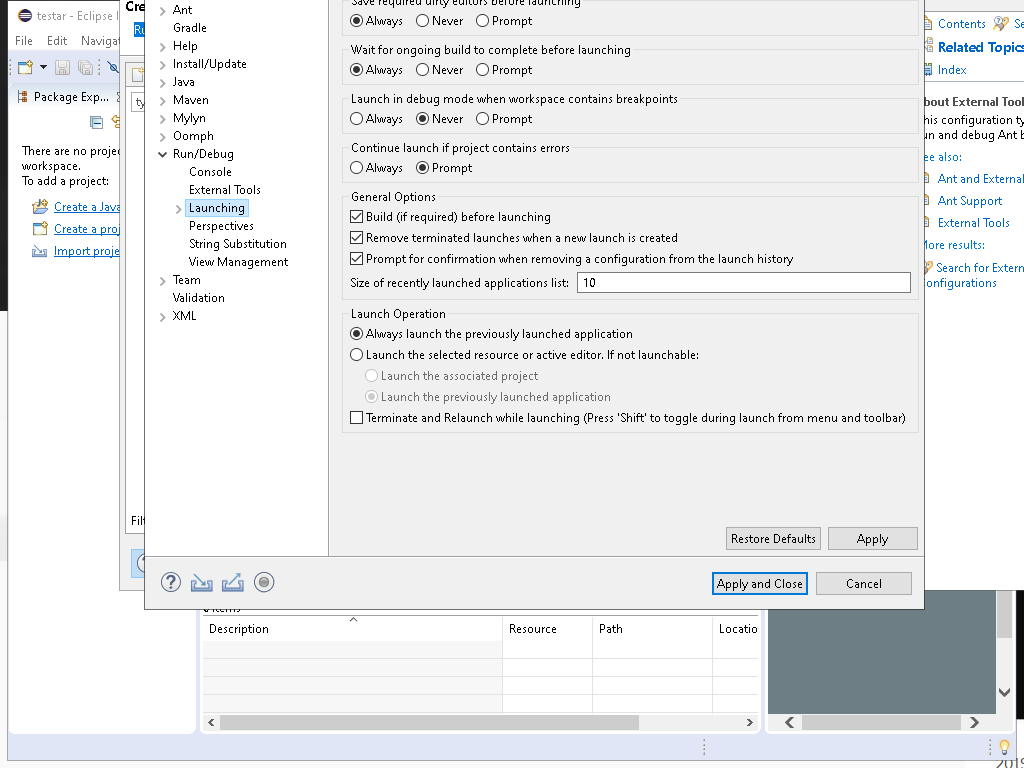 testar - Eclipse
File Edit Navigat
Package Exp...
There are no proje
workspace.
To add a project:
Create a Java
Create a proj
Import proje
Cre
Ru
ty
Filt
Ant
Gradle
Help
Install/Update
Java
Maven
Mylyn
Oomph
Run/Debug
Console
External Tools
Launching
Perspectives
String Substitution
View Management
Team
Validation
XML
Save required dirty editors before launching
Always Never Prompt
Wait for ongoing build to complete before launching
Always Never Prompt
Launch in debug mode when workspace contains breakpoints
Always Never Prompt
Continue launch if project contains errors
Always Prompt
General Options
Build (if required) before launching
Remove terminated launches when a new launch is created
Prompt for confirmation when removing a configuration from the launch history
Size of recently launched applications list: 10
Launch Operation
Always launch the previously launched application
Launch the selected resource or active editor. If not launchable:
Launch the associated project
Launch the previously launched application
Terminate and Relaunch while launching (Press 'Shift' to toggle during launch from menu and toolbar)
Restore Defaults Apply
Apply and Close Cancel
Contents Se
Related Topics
Index
bout External Tool
his configuration ty
un and debug Ant b
ee also:
Ant and External
Ant Support
External Tools
More results:
Search for Extern
onfigurations
items
Description Resource Path Locatio
2019